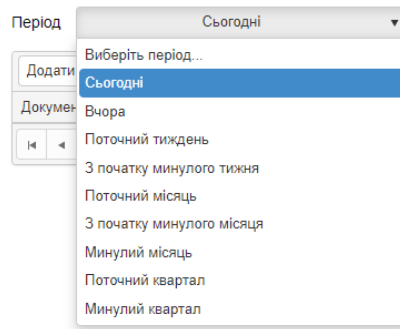 Період Сьогодні
Виберіть період...
Додати
Сьогодні
Докумен
Вчора
Поточний тиждень
З початку минулого тижня
Поточний місяць
З початку минулого місяця
Минулий місяць
Поточний квартал
Минулий квартал